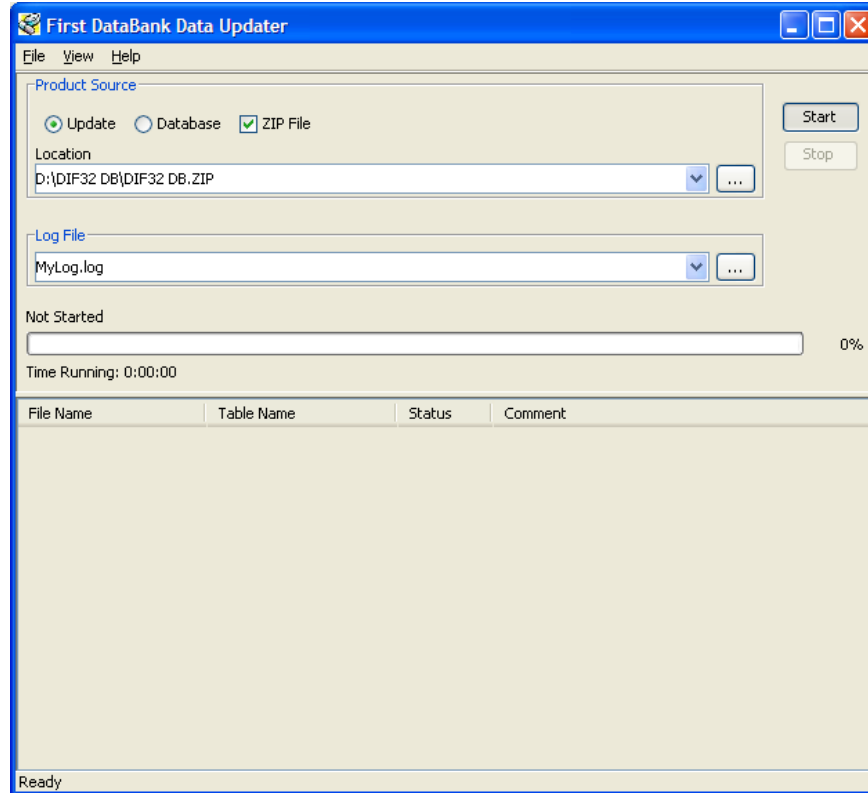 First DataBank Data Updater
File View Help
Product Source
Update Database ZIP File
Start
Location
Stop
D:\DIF32 DB\DIF32 DB.ZIP ...
Log File
MyLog.log ...
Not Started
0%
Time Running: 0:00:00
File Name Table Name Status Comment
Ready